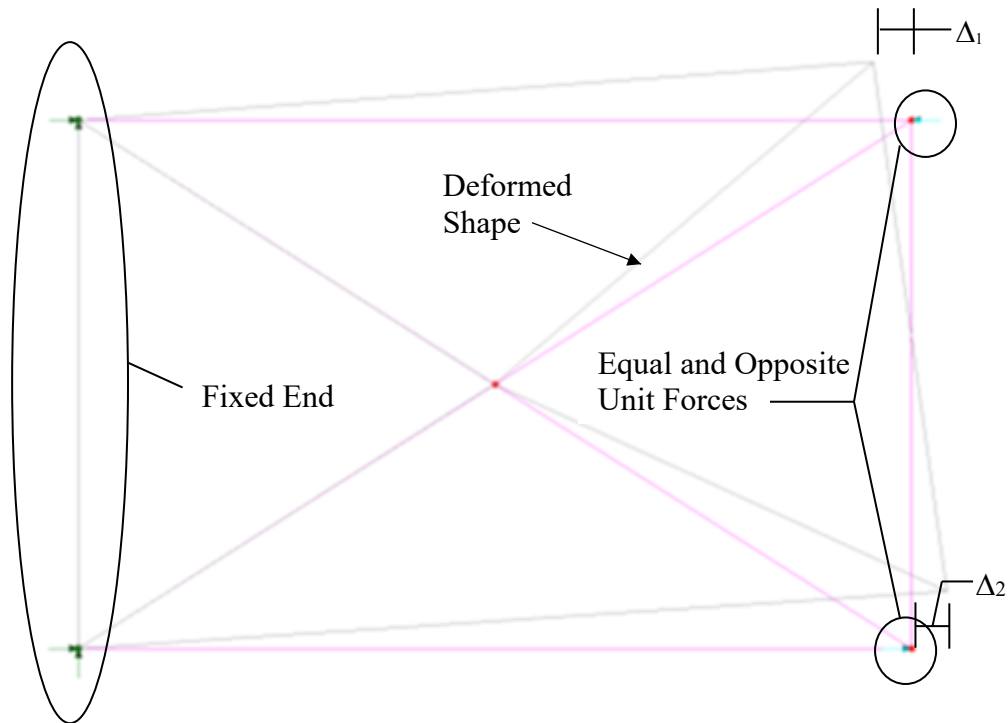 Δ₁
Deformed
Shape
Equal and Opposite
Unit Forces
Fixed End
Δ2